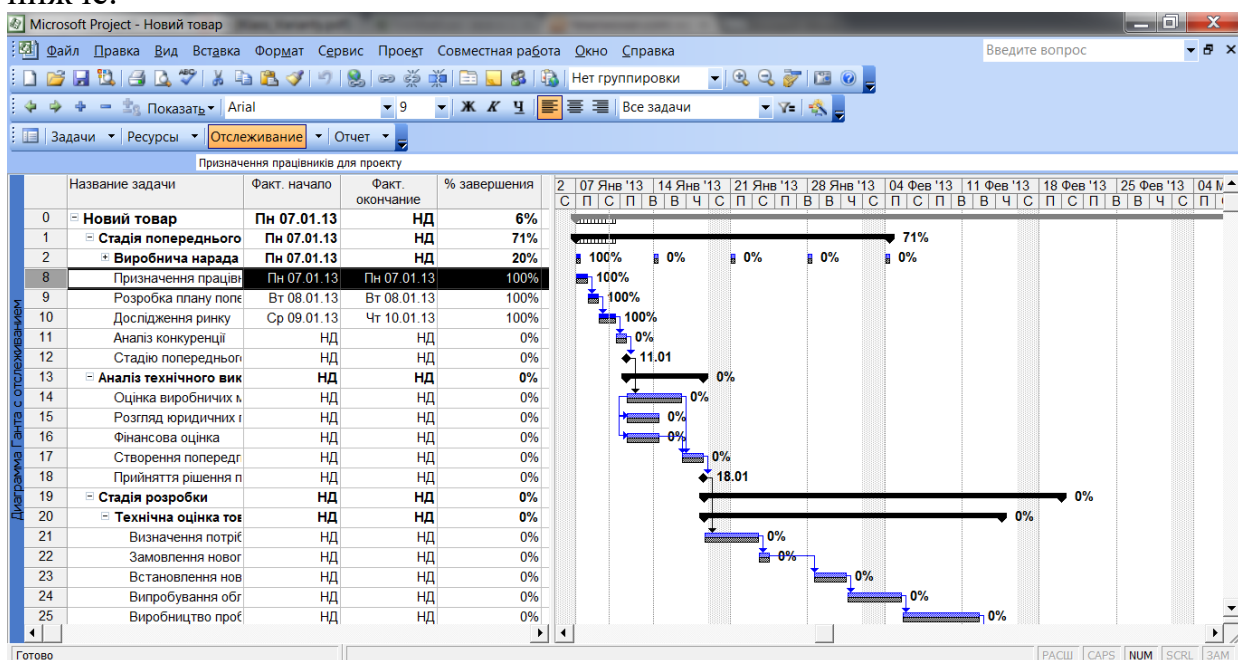 нижче.
Microsoft Project - Новий товар
Файл Правка Вид Вставка Формат Сервис Проект Совместная работа Окно Справка Введите вопрос
Нет группировки
Показать Arial 9 Ж К Ч Все задачи
Задачи Ресурсы Отслеживание Отчет
Призначення працівників для проекту
Название задачи Факт. начало Факт. окончание % завершения 2 07 Янв '13 14 Янв '13 21 Янв '13 28 Янв '13 04 Фев '13 11 Фев '13 18 Фев '13 25 Фев '13 04 М
С П С П В В Ч С П С П В В Ч С П С П В В Ч С П С П
0 Новий товар Пн 07.01.13 НД 6%
1 Стадія попереднього Пн 07.01.13 НД 71% 71%
2 Виробнича нарада Пн 07.01.13 НД 20% 100% 0% 0% 0% 0%
8 Призначення праців Пн 07.01.13 Пн 07.01.13 100% 100%
9 Розробка плану попе Вт 08.01.13 Вт 08.01.13 100% 100%
10 Дослідження ринку Ср 09.01.13 Чт 10.01.13 100% 100%
11 Аналіз конкуренції НД НД 0% 0%
12 Стадію попередньог НД НД 0% 11.01
13 Аналіз технічного вик НД НД 0% 0%
14 Оцінка виробничих НД НД 0% 0%
15 Розгляд юридичних НД НД 0% 0%
16 Фінансова оцінка НД НД 0% 0%
17 Створення поперед НД НД 0% 0%
18 Прийняття рішення п НД НД 0% 18.01
19 Стадія розробки НД НД 0% 0%
20 Технічна оцінка тов НД НД 0% 0%
21 Визначення потріб НД НД 0% 0%
22 Замовлення новог НД НД 0% 0%
23 Встановлення нов НД НД 0% 0%
24 Випробування обл НД НД 0% 0%
25 Виробництво проб НД НД 0% 0%
Диаграмма Ганта с отслеживанием
Готово РАСШ CAPS NUM SCRL ЗАМ